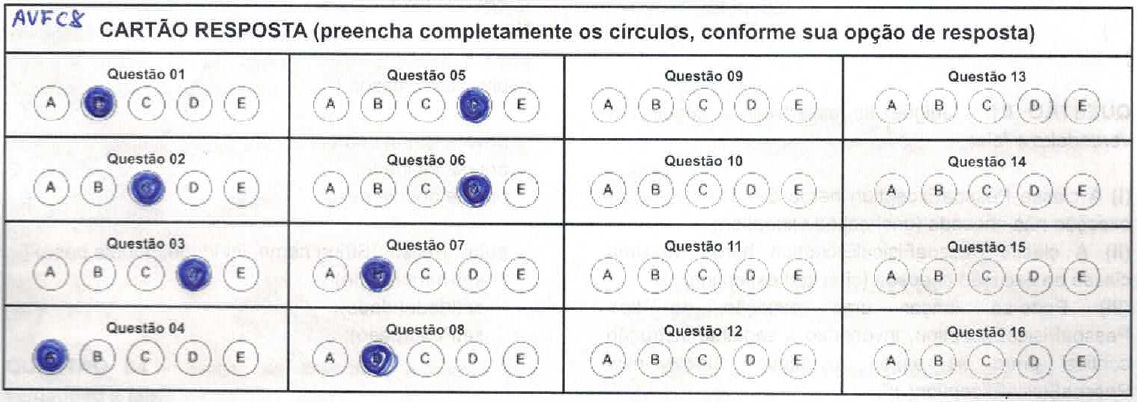 AVFC8
CARTÃO RESPOSTA (preencha completamente os círculos, conforme sua opção de resposta)
Questão 01
A C D E
Questão 05
A B C E
Questão 09
A B C D E
Questão 13
A B C D E
Questão 02
A B D E
Questão 06
A B C E
Questão 10
A B C D E
Questão 14
A B C D E
Questão 03
A B C E
Questão 07
A C D E
Questão 11
A B C D E
Questão 15
A B C D E
Questão 04
B C D E
Questão 08
A C D E
Questão 12
A B C D E
Questão 16
A B C D E